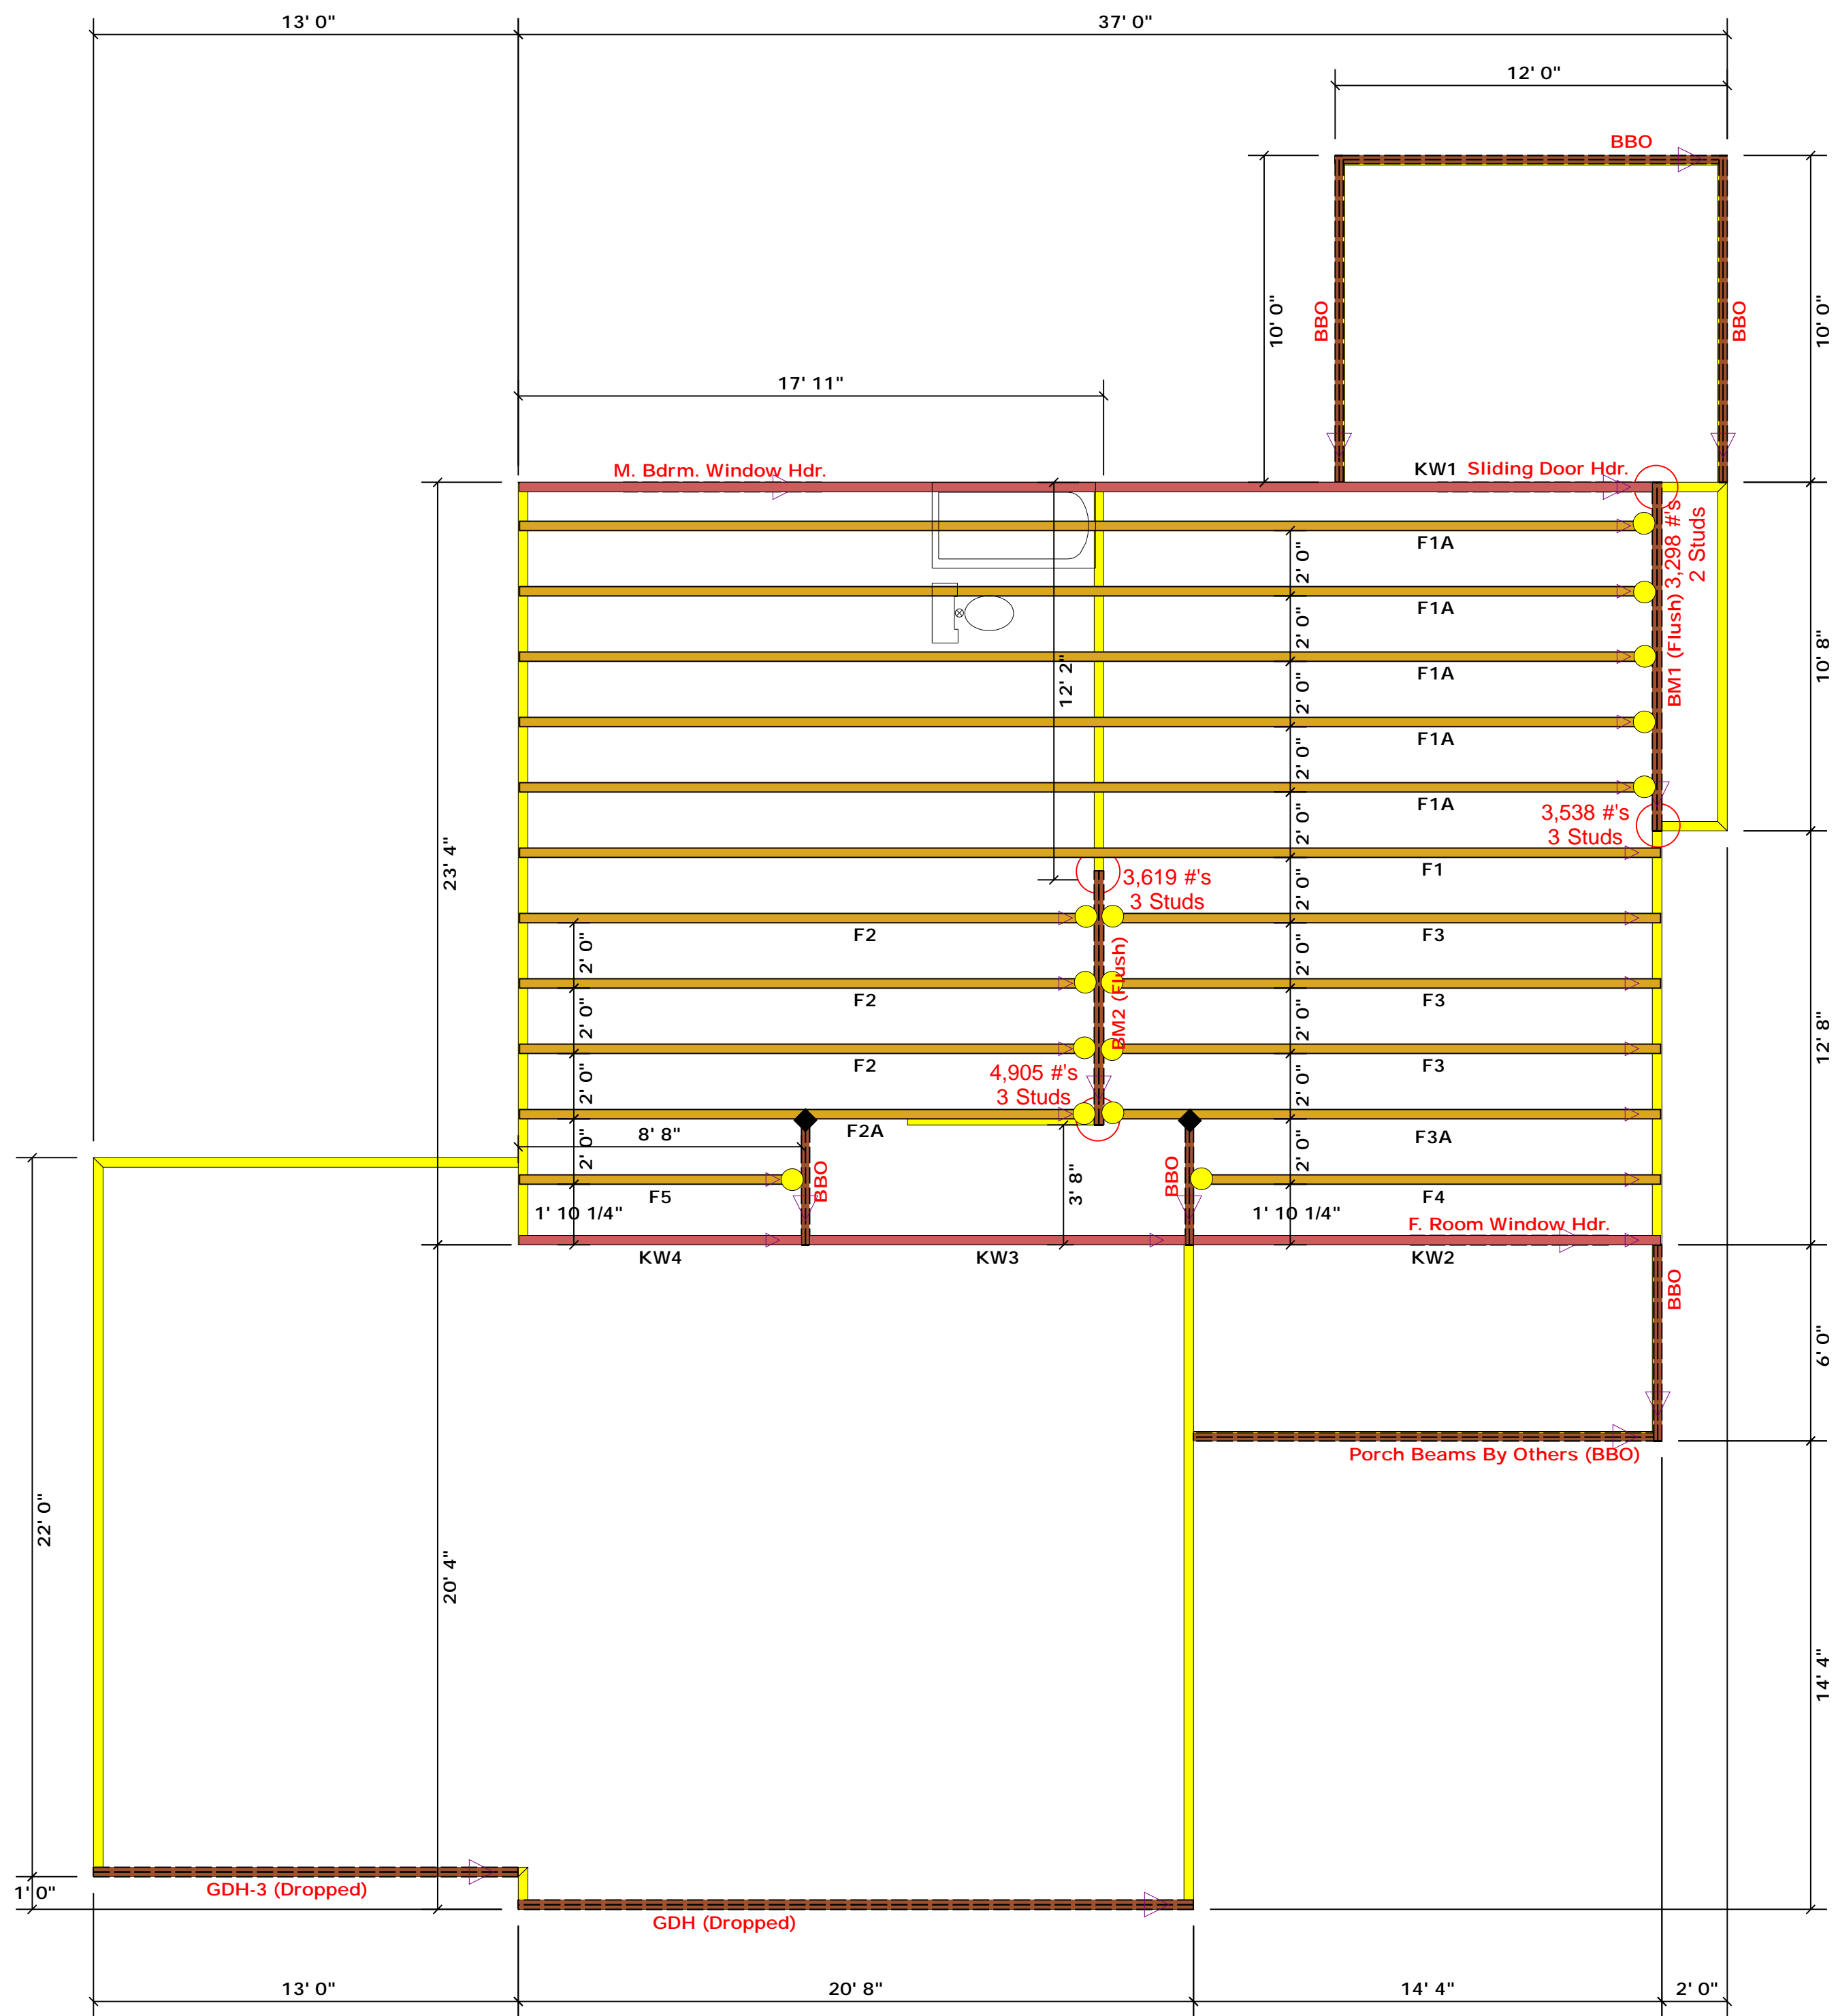 13' 0"
37' 0"
12' 0"
BBO
BBO
BBO
10' 0"
10' 0"
17' 11"
M. Bdrm. Window Hdr.
KW1
Sliding Door Hdr.
F1A
2' 0"
F1A
2' 0"
F1A
2' 0"
F1A
2' 0"
F1A
2' 0"
F1
2' 0"
BM1 (Flush)
3,298 #'s
2 Studs
10' 8"
12' 2"
23' 4"
3,538 #'s
3 Studs
3,619 #'s
3 Studs
F2
F3
2' 0"
2' 0"
BM2 (Flush)
F2
F3
2' 0"
2' 0"
F2
F3
2' 0"
2' 0"
12' 8"
4,905 #'s
3 Studs
F2A
F3A
8' 8"
2' 0"
2' 0"
BBO
BBO
3' 8"
F5
F4
1' 10 1/4"
1' 10 1/4"
F. Room Window Hdr.
KW4
KW3
KW2
BBO
6' 0"
Porch Beams By Others (BBO)
22' 0"
20' 4"
14' 4"
1' 0"
GDH-3 (Dropped)
GDH (Dropped)
13' 0"
20' 8"
14' 4"
2' 0"